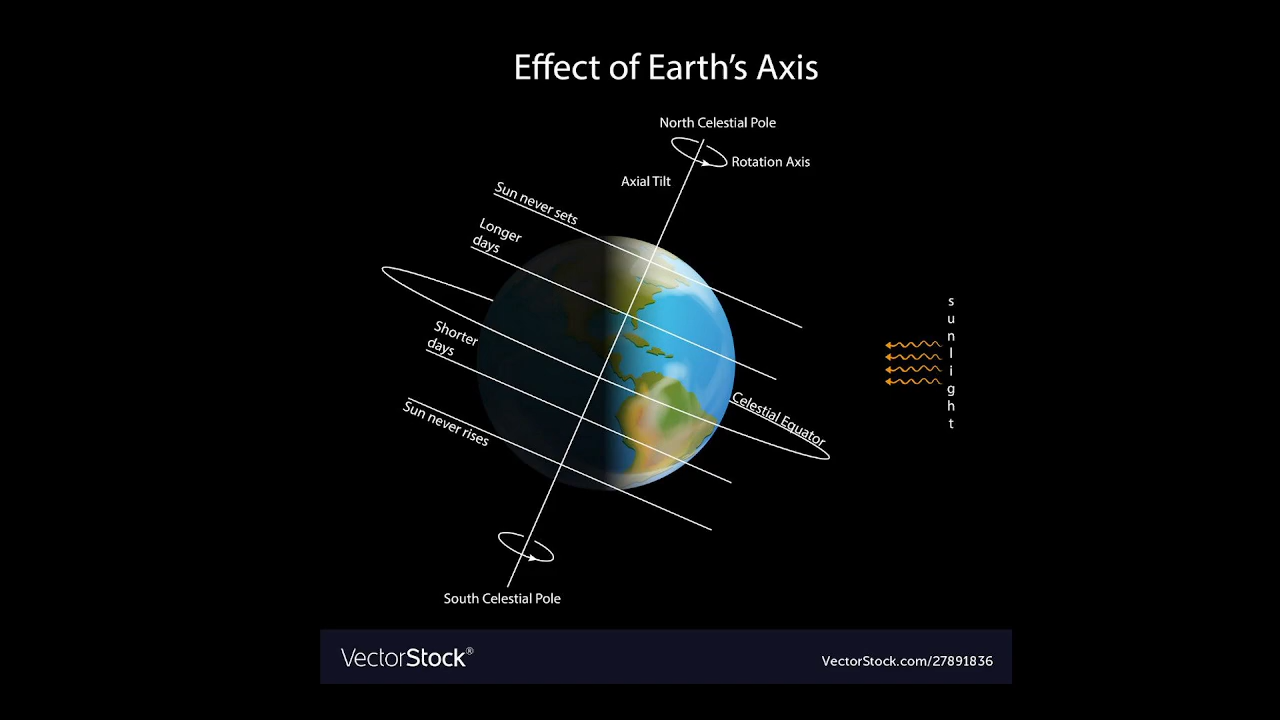 Effect of Earth's Axis
North Celestial Pole
Rotation Axis
Axial Tilt
Sun never sets
Longer
days
Shorter
days
Sun never rises
Celestial Equator
sunlight
South Celestial Pole
VectorStock®
VectorStock.com/27891836